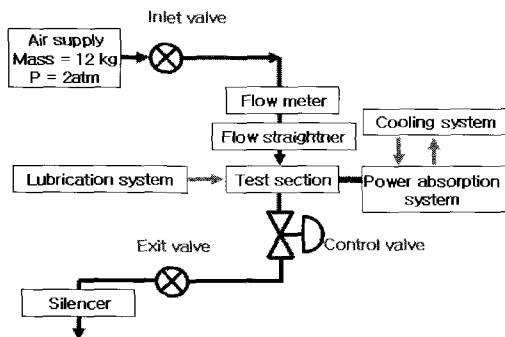 Inlet valve
Air supply
Mass = 12 kg
P = 2atm
Flow meter
Cooling system
Flow straightner
Lubrication system
Test section
Power absorption
system
Exit valve
Control valve
Silencer